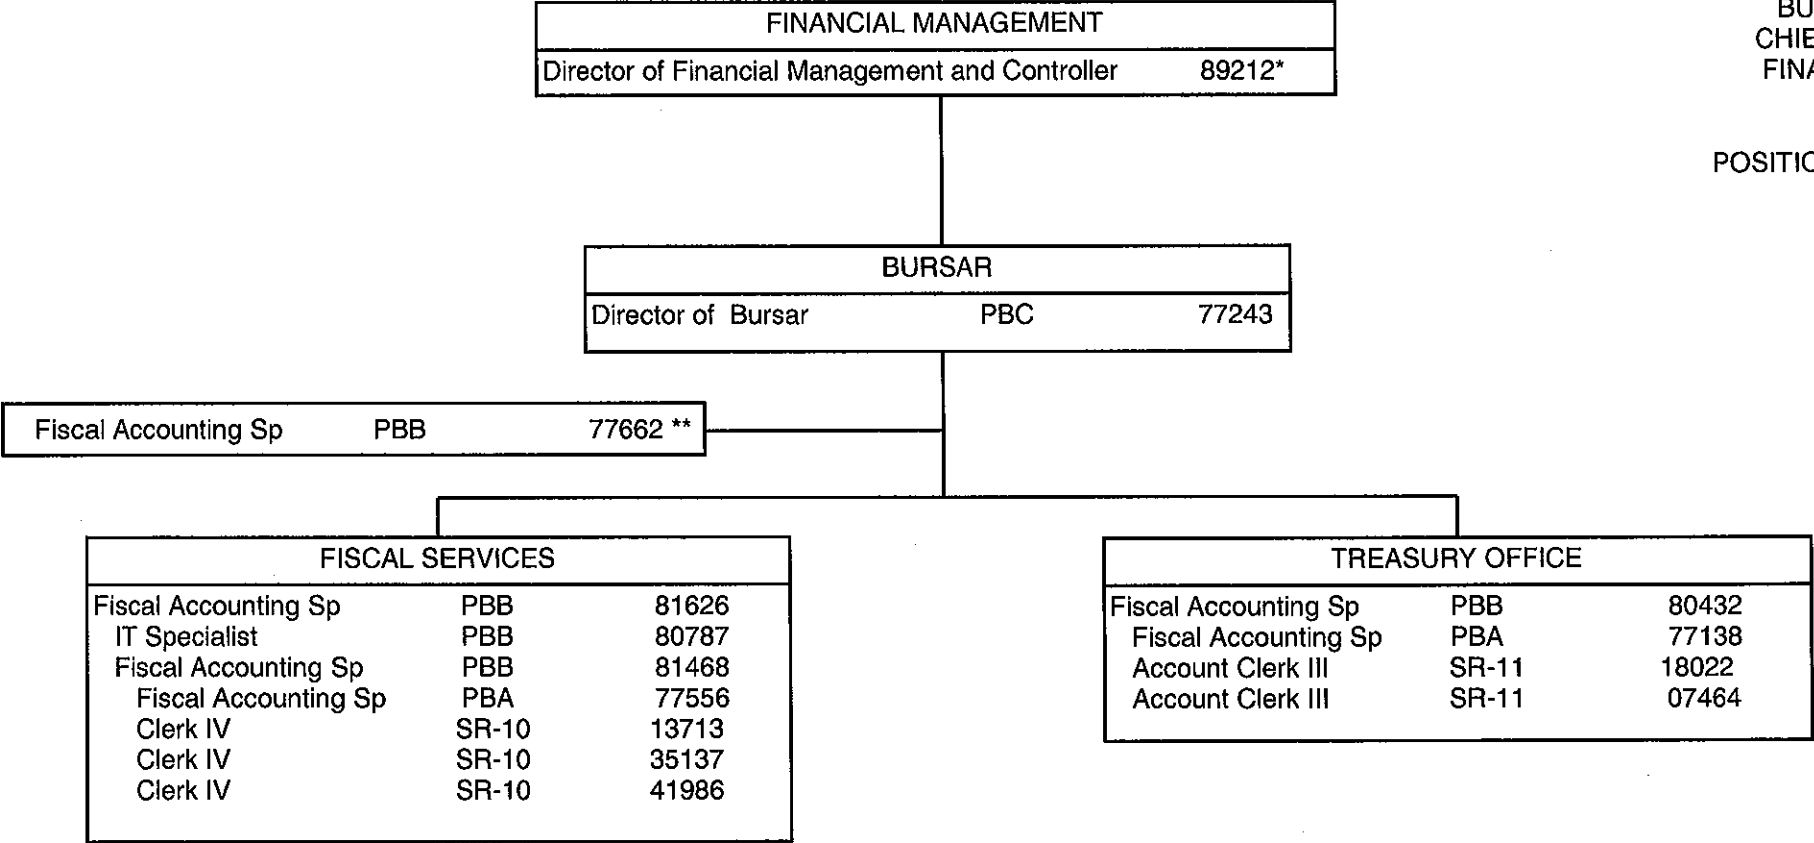 FINANCIAL MANAGEMENT
Director of Financial Management and Controller 89212*
BU
CHIE
FINA
POSITIO
BURSAR
Director of Bursar PBC 77243
Fiscal Accounting Sp PBB 77662 **
FISCAL SERVICES
Fiscal Accounting Sp PBB 81626
IT Specialist PBB 80787
Fiscal Accounting Sp PBB 81468
Fiscal Accounting Sp PBA 77556
Clerk IV SR-10 13713
Clerk IV SR-10 35137
Clerk IV SR-10 41986
TREASURY OFFICE
Fiscal Accounting Sp PBB 80432
Fiscal Accounting Sp PBA 77138
Account Clerk III SR-11 18022
Account Clerk III SR-11 07464